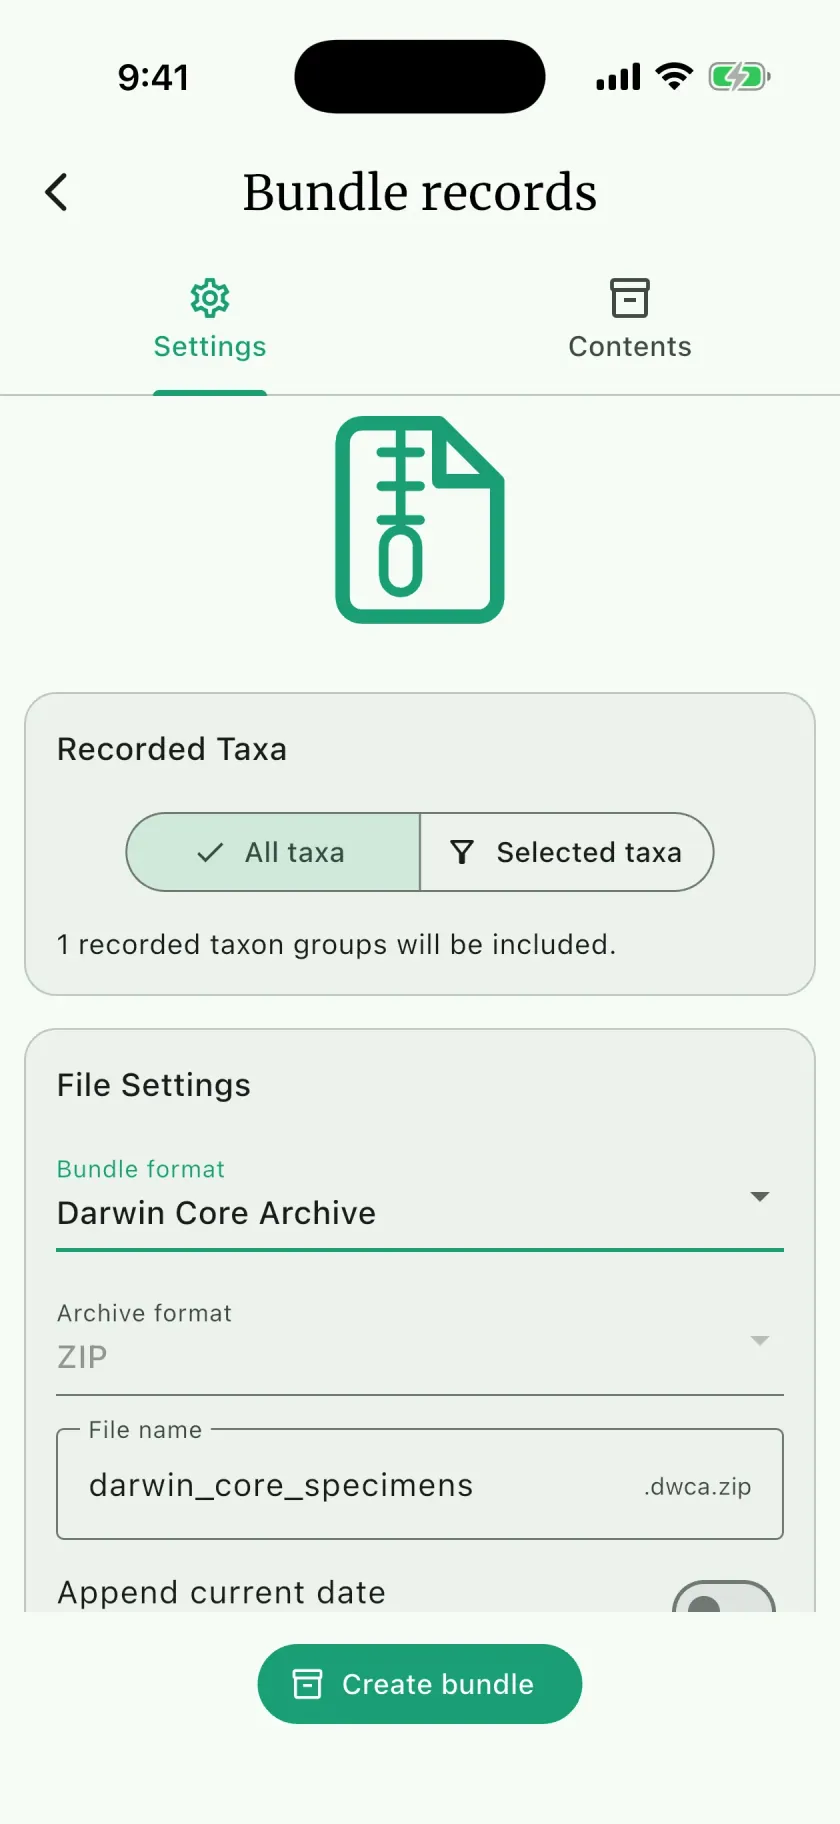 9:41
Bundle records
Settings
Contents
Recorded Taxa
All taxa
Selected taxa
1 recorded taxon groups will be included.
File Settings
Bundle format
Darwin Core Archive
Archive format
ZIP
File name
darwin_core_specimens .dwca.zip
Append current date
Create bundle